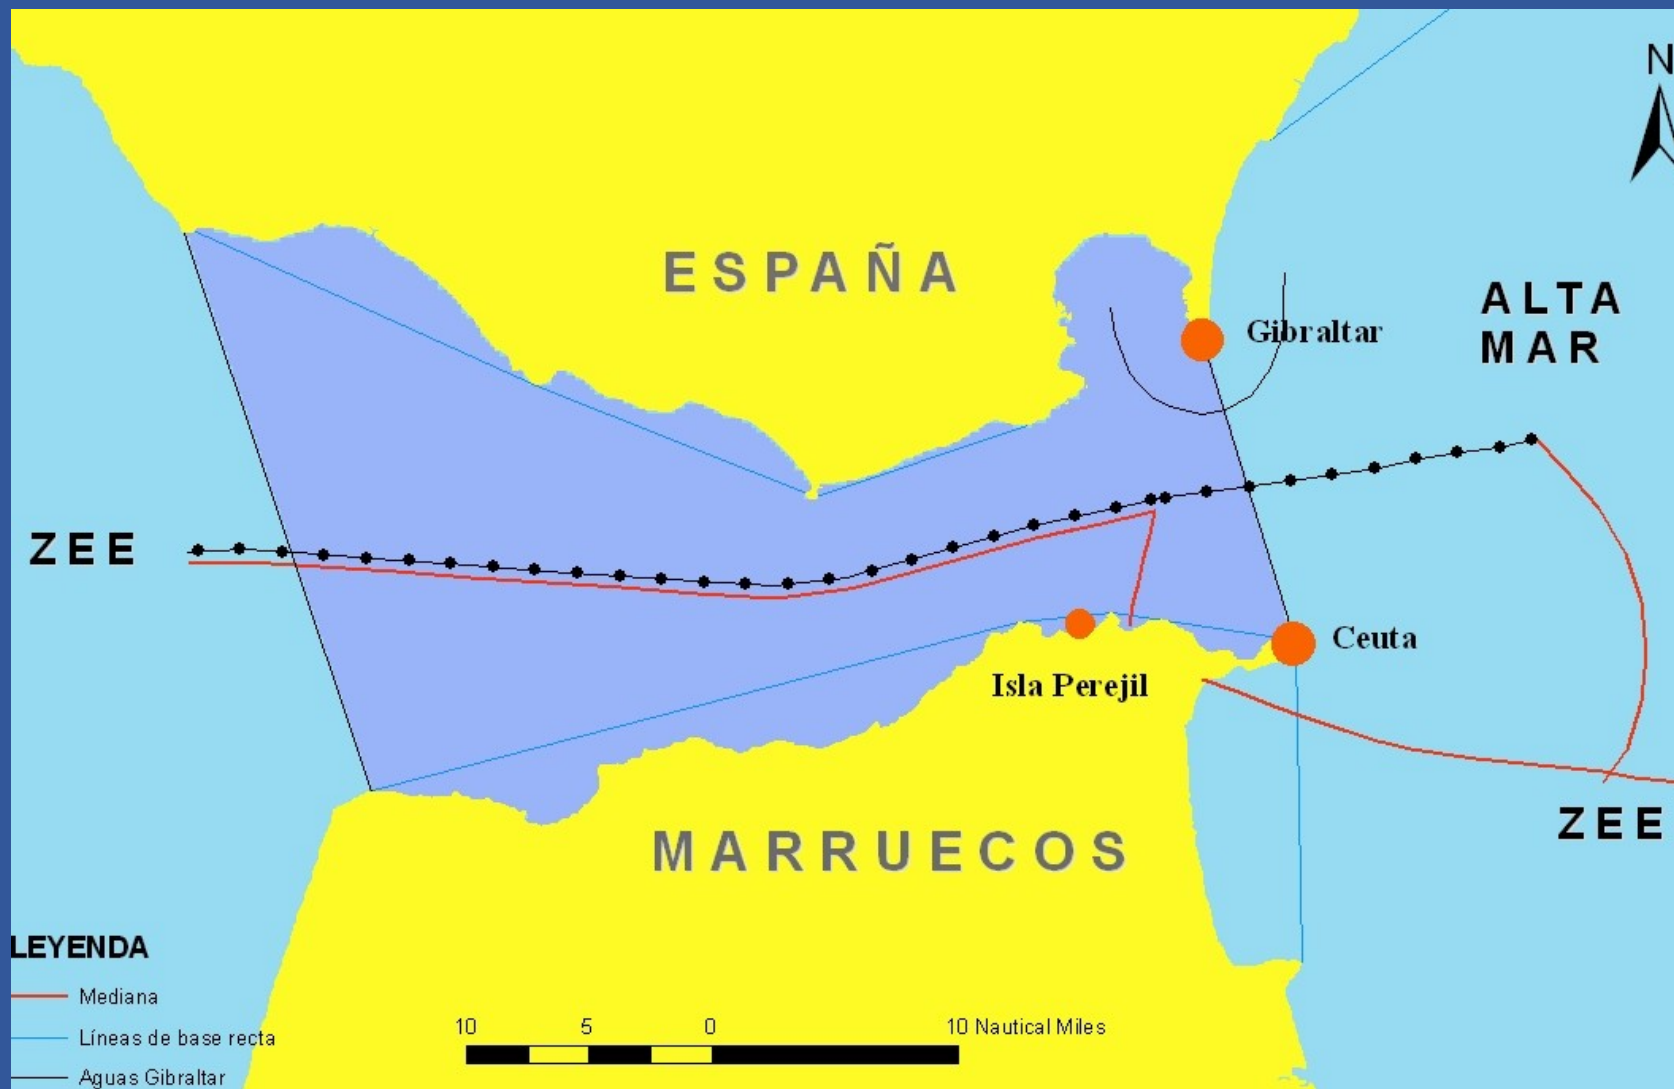 N
ESPAÑA
ALTA
MAR
Gibraltar
ZEE
Ceuta
Isla Perejil
ZEE
MARRUECOS
LEYENDA
Mediana
Líneas de base recta
Aguas Gibraltar
10 5 0 10 Nautical Miles